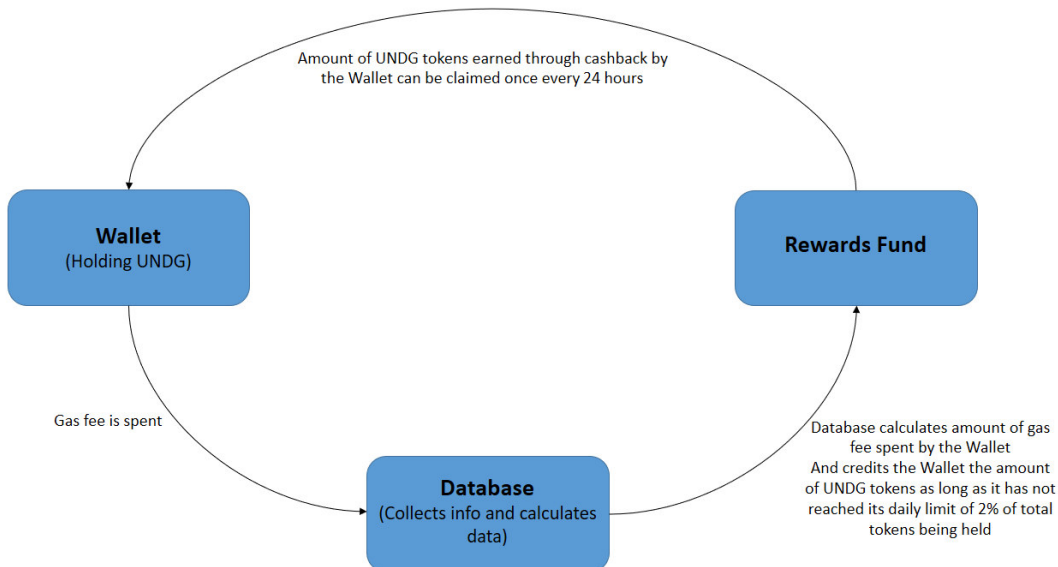 Amount of UNDG tokens earned through cashback by
the Wallet can be claimed once every 24 hours
Wallet
(Holding UNDG)
Rewards Fund
Gas fee is spent
Database
(Collects info and calculates
data)
Database calculates amount of gas
fee spent by the Wallet
And credits the Wallet the amount
of UNDG tokens as long as it has not
reached its daily limit of 2% of total
tokens being held